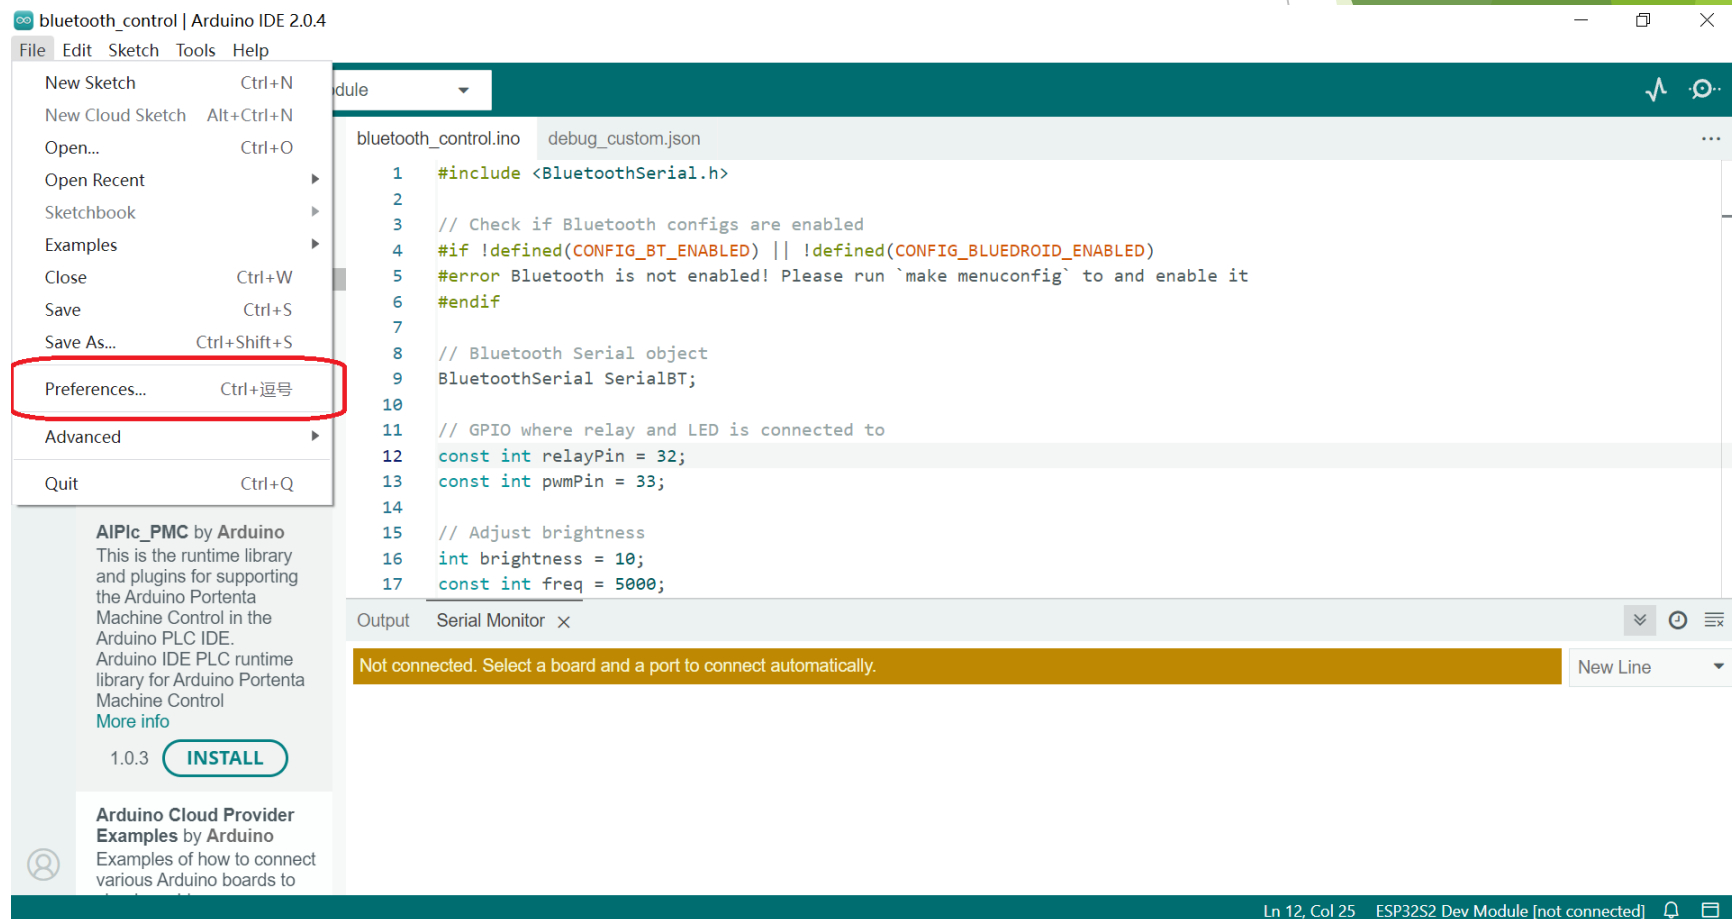 bluetooth_control | Arduino IDE 2.0.4
File Edit Sketch Tools Help
New Sketch Ctrl+N
New Cloud Sketch Alt+Ctrl+N
Open... Ctrl+O
Open Recent
Sketchbook
Examples
Close Ctrl+W
Save Ctrl+S
Save As... Ctrl+Shift+S
Preferences... Ctrl+逗号
Advanced
Quit Ctrl+Q
dule
bluetooth_control.ino debug_custom.json
1 #include <BluetoothSerial.h>
2
3 // Check if Bluetooth configs are enabled
4 #if !defined(CONFIG_BT_ENABLED) || !defined(CONFIG_BLUEDROID_ENABLED)
5 #error Bluetooth is not enabled! Please run `make menuconfig` to and enable it
6 #endif
7
8 // Bluetooth Serial object
9 BluetoothSerial SerialBT;
10
11 // GPIO where relay and LED is connected to
12 const int relayPin = 32;
13 const int pwmPin = 33;
14
15 // Adjust brightness
16 int brightness = 10;
17 const int freq = 5000;
AIPlc_PMC by Arduino
This is the runtime library
and plugins for supporting
the Arduino Portenta
Machine Control in the
Arduino PLC IDE.
Arduino IDE PLC runtime
library for Arduino Portenta
Machine Control
More info
1.0.3 INSTALL
Arduino Cloud Provider
Examples by Arduino
Examples of how to connect
various Arduino boards to
Output Serial Monitor
Not connected. Select a board and a port to connect automatically.
New Line
Ln 12, Col 25 ESP32S2 Dev Module [not connected]